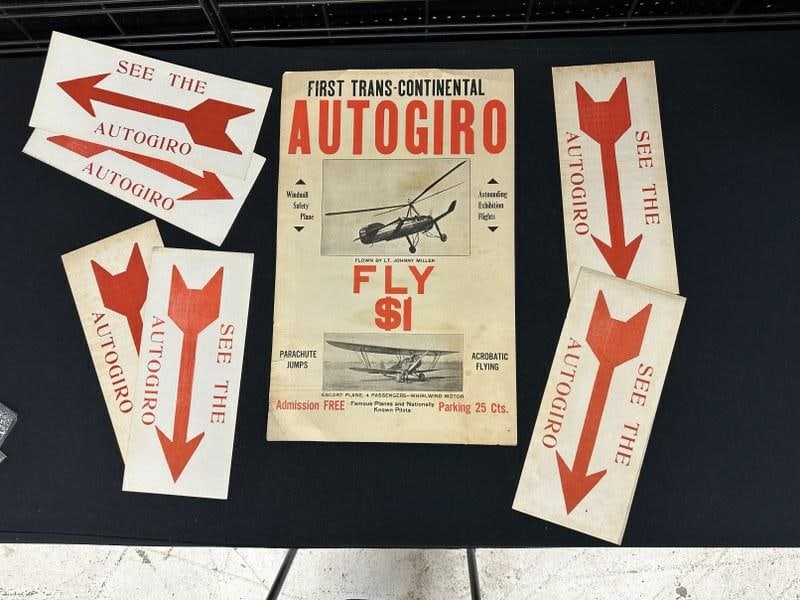 SEE THE
AUTOGIRO
AUTOGIRO
AUTOGIRO
SEE THE
AUTOGIRO
FIRST TRANS-CONTINENTAL
AUTOGIRO
Windmill
Safety
Plane
Astounding
Exhibition
Flights
FLOWN BY LT. JOHNNY MILLER
FLY
$1
PARACHUTE
JUMPS
ACROBATIC
FLYING
ESCORT PLANE, 4 PASSENGERS—WHIRLWIND MOTOR
Admission FREE
Famous Planes and Nationally
Known Pilots
Parking 25 Cts.
SEE THE
AUTOGIRO
SEE THE
AUTOGIRO